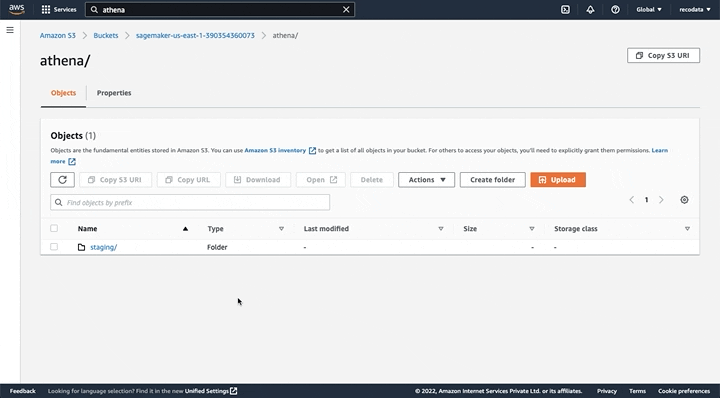 aws
Services
athena
Global
recodata
Amazon S3
Buckets
sagemaker-us-east-1-390354360073
athena/
athena/
Copy S3 URI
Objects
Properties
Objects (1)
Objects are the fundamental entities stored in Amazon S3. You can use Amazon S3 inventory to get a list of all objects in your bucket. For others to access your objects, you'll need to explicitly grant them permissions. Learn
more
Copy S3 URI
Copy URL
Download
Open
Delete
Actions
Create folder
Upload
Find objects by prefix
1
Name
Type
Last modified
Size
Storage class
staging/
Folder
-
-
-
Feedback
Looking for language selection? Find it in the new Unified Settings
© 2022, Amazon Internet Services Private Ltd. or its affiliates.
Privacy
Terms
Cookie preferences